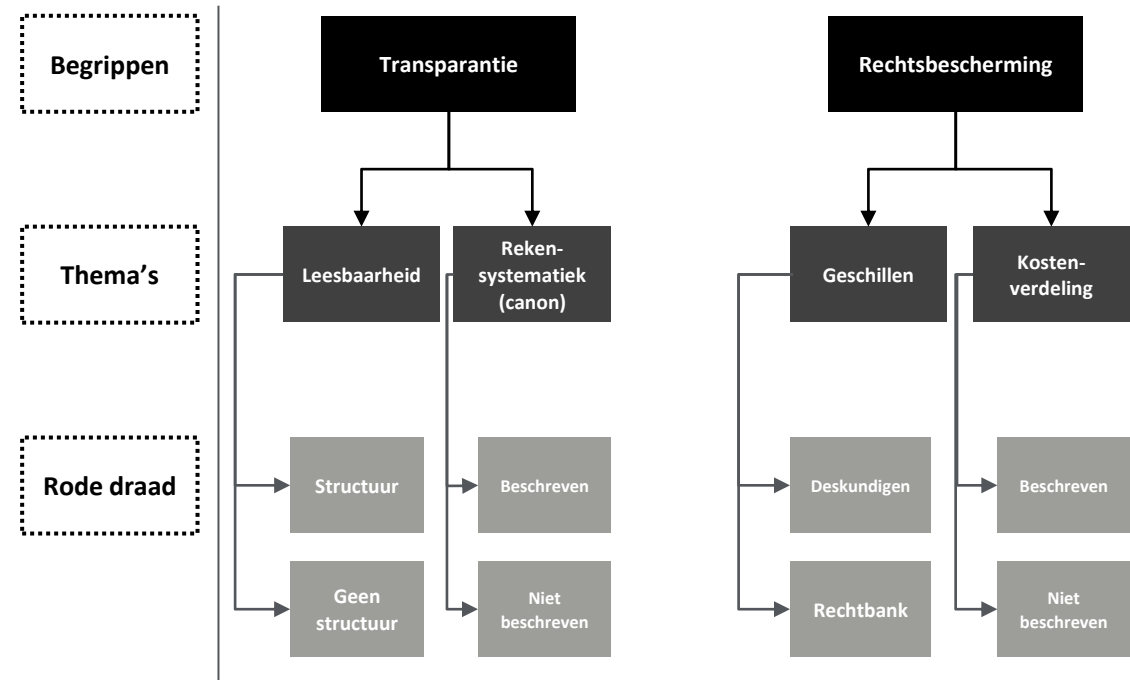 Begrippen
Transparantie
Rechtsbescherming
Thema's
Leesbaarheid
Reken-
systematiek
(canon)
Geschillen
Kosten-
verdeling
Rode draad
Structuur
Beschreven
Deskundigen
Beschreven
Geen
structuur
Niet
beschreven
Rechtbank
Niet
beschreven